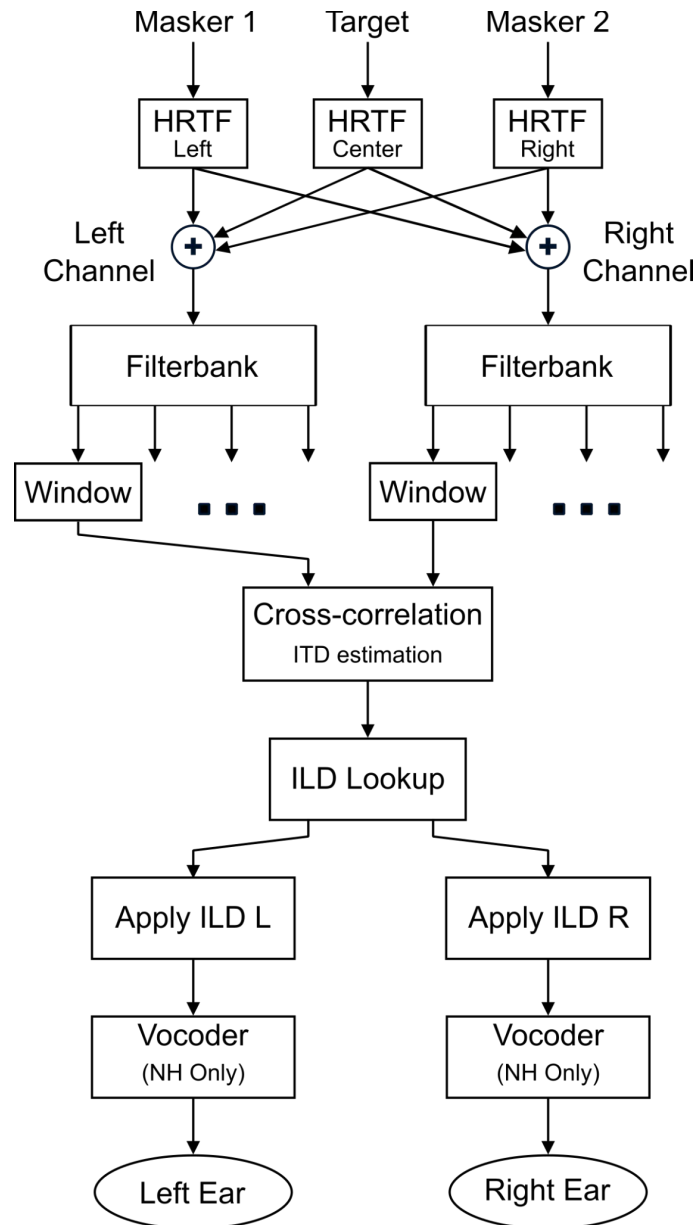 Masker 1 Target Masker 2
HRTF HRTF HRTF
Left Center Right
Left Right
Channel Channel
+ +
Filterbank Filterbank
Window Window
Cross-correlation
ITD estimation
ILD Lookup
Apply ILD L Apply ILD R
Vocoder Vocoder
(NH Only) (NH Only)
Left Ear Right Ear